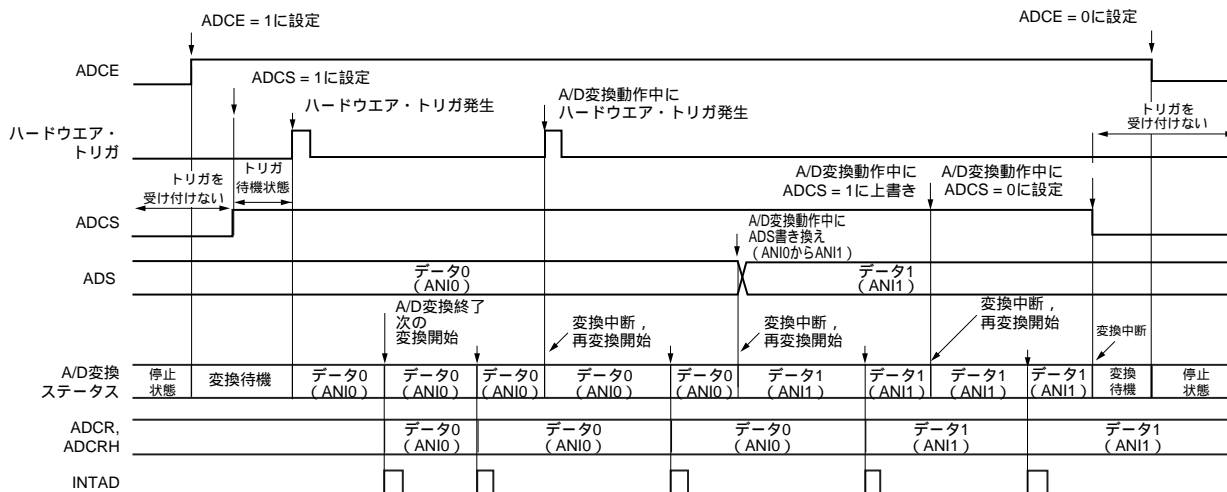 ADCE = 1に設定
ADCE = 0に設定
ADCE
ADCS = 1に設定
ハードウエア・トリガ発生
A/D変換動作中に
ハードウエア・トリガ発生
トリガを
受け付けない
ハードウエア・
トリガ
トリガを
受け付けない
トリガ
待機状態
A/D変換動作中に
ADCS = 1に上書き
A/D変換動作中に
ADCS = 0に設定
ADCS
A/D変換動作中に
ADS書き換え
（ANI0からANI1）
ADS
データ0
（ANI0）
データ1
（ANI1）
A/D変換終了
次の
変換開始
変換中断，
再変換開始
変換中断，
再変換開始
変換中断，
再変換開始
変換中断
A/D変換
ステータス
停止
状態
変換待機
データ0
（ANI0）
データ0
（ANI0）
データ0
（ANI0）
データ0
（ANI0）
データ0
（ANI0）
データ1
（ANI1）
データ1
（ANI1）
データ1
（ANI1）
データ1
（ANI1）
変換
待機
停止
状態
ADCR,
ADCRH
データ0
（ANI0）
データ0
（ANI0）
データ0
（ANI0）
データ1
（ANI1）
データ1
（ANI1）
INTAD